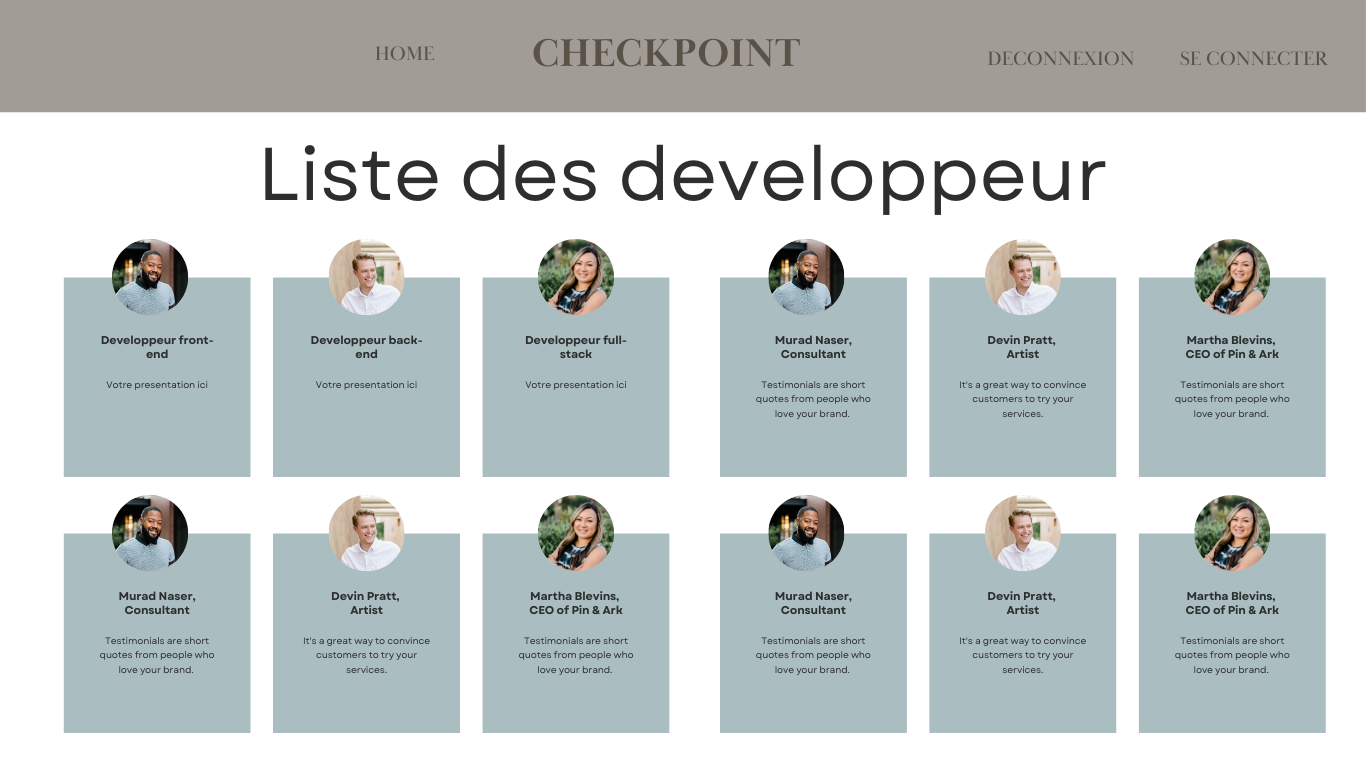 HOME
CHECKPOINT
DECONNEXION
SE CONNECTER
Liste des developpeur
Developpeur front-
end
Votre presentation ici
Developpeur back-
end
Votre presentation ici
Developpeur full-
stack
Votre presentation ici
Murad Naser,
Consultant
Testimonials are short
quotes from people who
love your brand.
Devin Pratt,
Artist
It's a great way to convince
customers to try your
services.
Martha Blevins,
CEO of Pin & Ark
Testimonials are short
quotes from people who
love your brand.
Murad Naser,
Consultant
Testimonials are short
quotes from people who
love your brand.
Devin Pratt,
Artist
It's a great way to convince
customers to try your
services.
Martha Blevins,
CEO of Pin & Ark
Testimonials are short
quotes from people who
love your brand.
Murad Naser,
Consultant
Testimonials are short
quotes from people who
love your brand.
Devin Pratt,
Artist
It's a great way to convince
customers to try your
services.
Martha Blevins,
CEO of Pin & Ark
Testimonials are short
quotes from people who
love your brand.